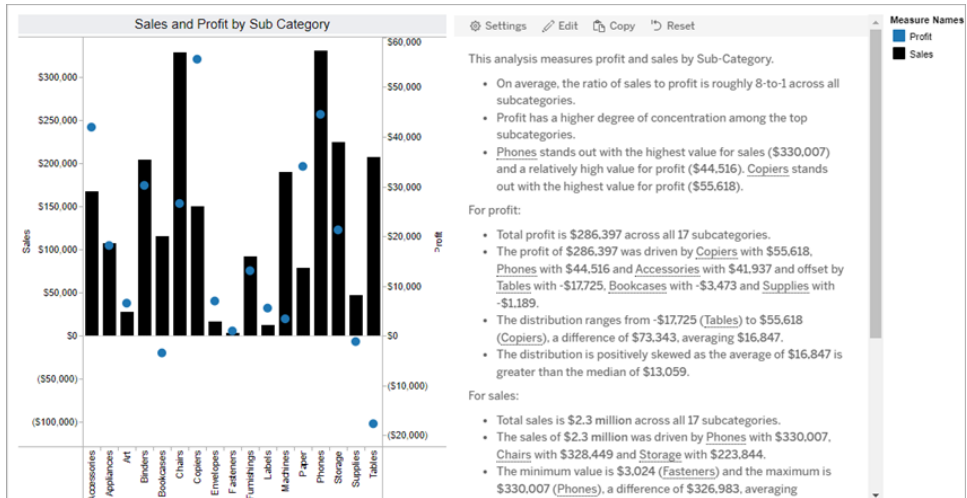 Sales and Profit by Sub Category
$300,000
$250,000
$200,000
$150,000
$100,000
$50,000
$0
($50,000)
($100,000)
Sales
$60,000
$50,000
$40,000
$30,000
$20,000
$10,000
$0
($10,000)
($20,000)
Profit
Accessories
Appliances
Art
Binders
Bookcases
Chairs
Copiers
Envelopes
Fasteners
Furnishings
Labels
Machines
Paper
Phones
Storage
Supplies
Tables
Settings Edit Copy Reset
This analysis measures profit and sales by Sub-Category.
• On average, the ratio of sales to profit is roughly 8-to-1 across all
subcategories.
• Profit has a higher degree of concentration among the top
subcategories.
• Phones stands out with the highest value for sales ($330,007)
and a relatively high value for profit ($44,516). Copiers stands
out with the highest value for profit ($55,618).
For profit:
• Total profit is $286,397 across all 17 subcategories.
• The profit of $286,397 was driven by Copiers with $55,618,
Phones with $44,516 and Accessories with $41,937 and offset by
Tables with -$17,725, Bookcases with -$3,473 and Supplies with
-$1,189.
• The distribution ranges from -$17,725 (Tables) to $55,618
(Copiers), a difference of $73,343, averaging $16,847.
• The distribution is positively skewed as the average of $16,847 is
greater than the median of $13,059.
For sales:
• Total sales is $2.3 million across all 17 subcategories.
• The sales of $2.3 million was driven by Phones with $330,007,
Chairs with $328,449 and Storage with $223,844.
• The minimum value is $3,024 (Fasteners) and the maximum is
$330,007 (Phones), a difference of $326,983, averaging
Measure Names
Profit
Sales